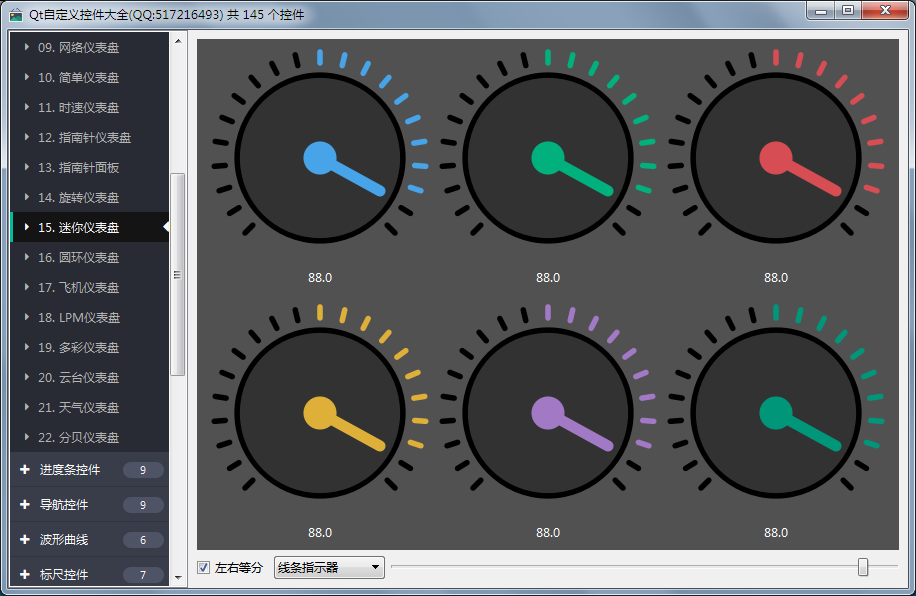 Qt自定义控件大全(QQ:517216493) 共 145 个控件
09. 网络仪表盘
10. 简单仪表盘
11. 时速仪表盘
12. 指南针仪表盘
13. 指南针面板
14. 旋转仪表盘
15. 迷你仪表盘
16. 圆环仪表盘
17. 飞机仪表盘
18. LPM仪表盘
19. 多彩仪表盘
20. 云台仪表盘
21. 天气仪表盘
22. 分贝仪表盘
进度条控件 9
导航控件 9
波形曲线 6
标尺控件 7
88.0 88.0 88.0
88.0 88.0 88.0
左右等分 线条指示器